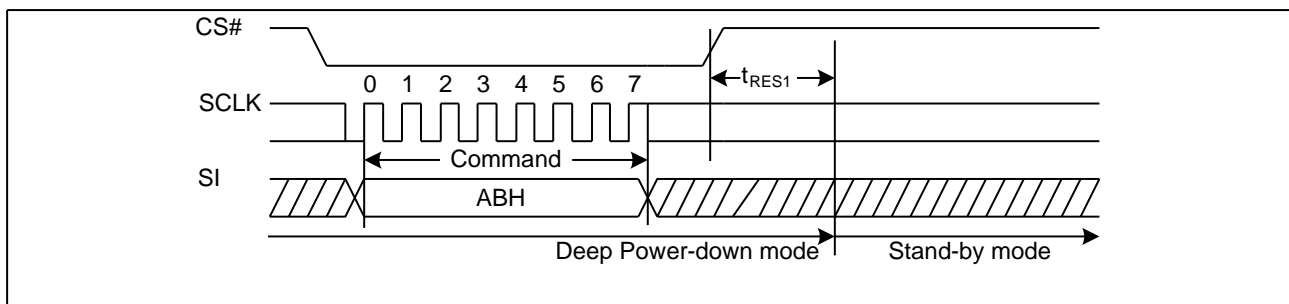 CS#
tRES1
0 1 2 3 4 5 6 7
SCLK
Command
SI
ABH
Deep Power-down mode Stand-by mode